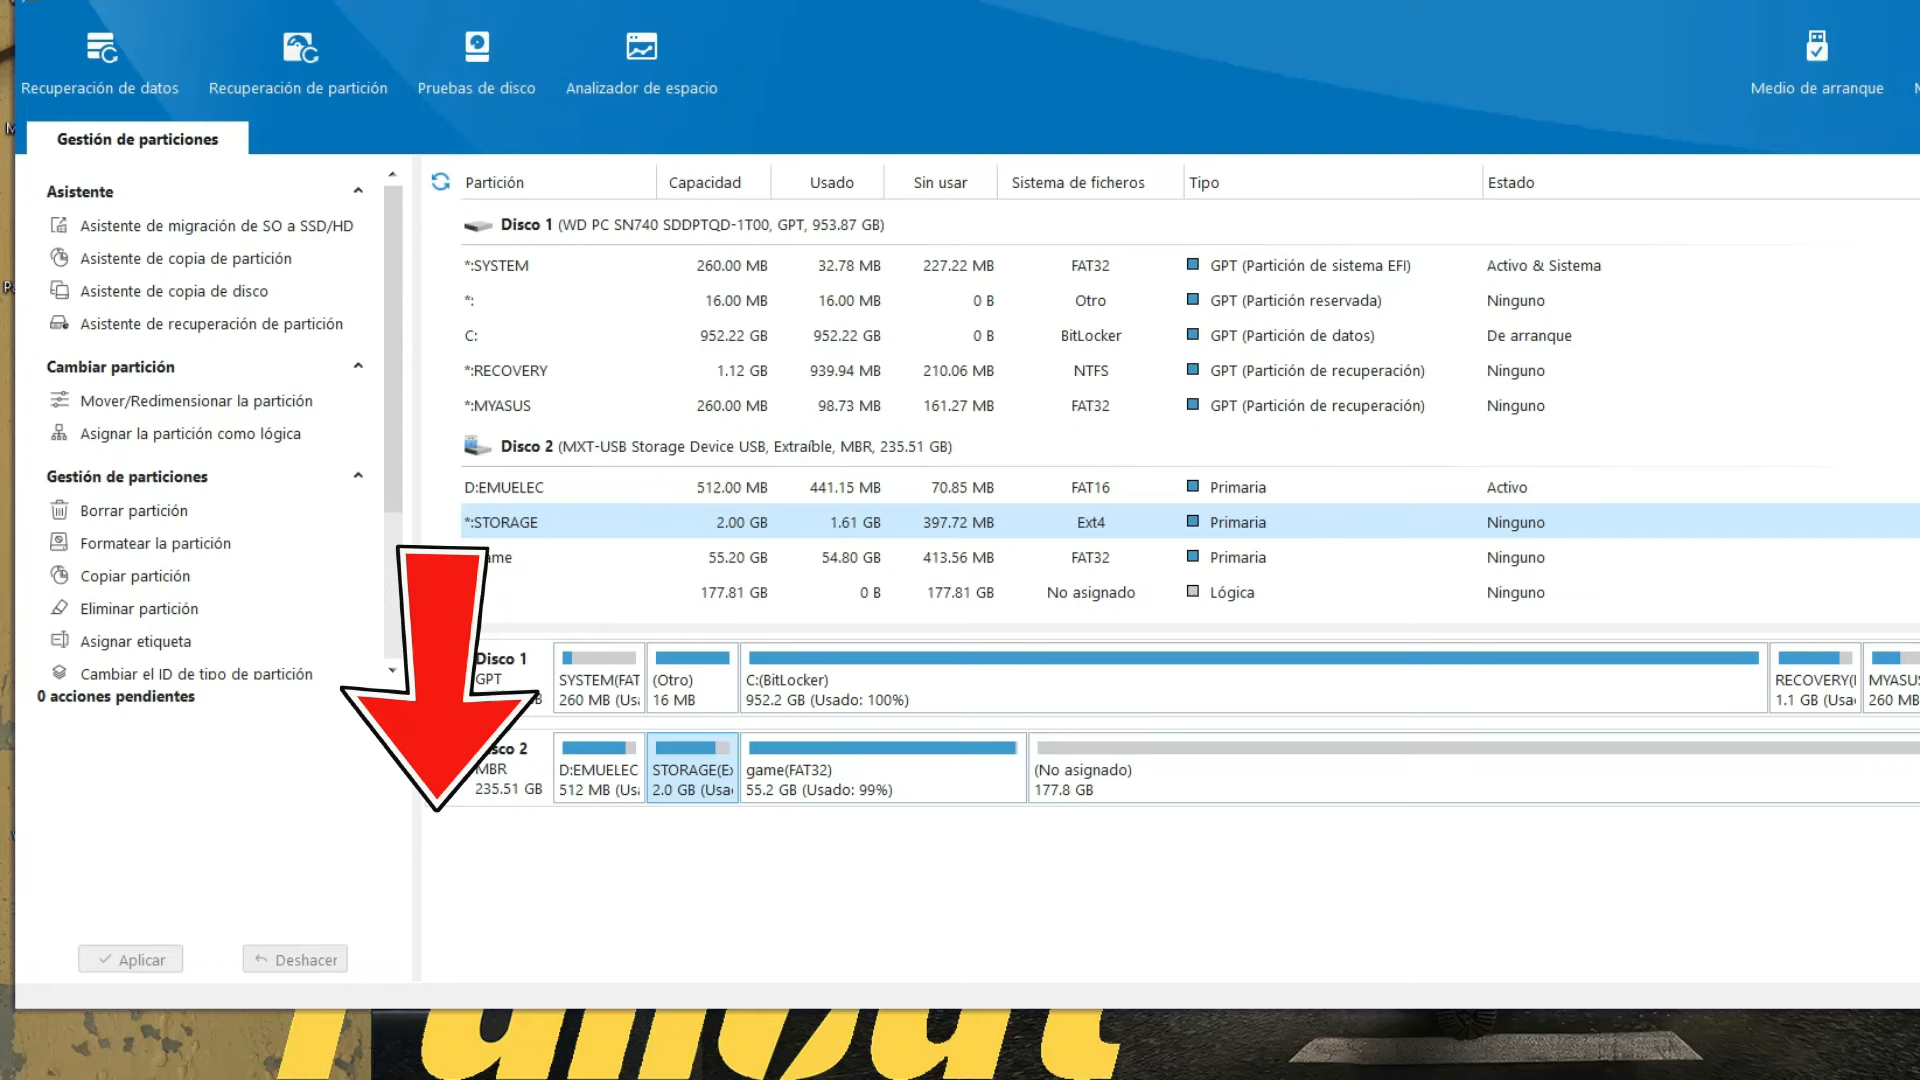 Recuperación de datos
Recuperación de partición
Pruebas de disco
Analizador de espacio
Medio de arranque
Gestión de particiones
Asistente
Asistente de migración de SO a SSD/HD
Asistente de copia de partición
Asistente de copia de disco
Asistente de recuperación de partición
Cambiar partición
Mover/Redimensionar la partición
Asignar la partición como lógica
Gestión de particiones
Borrar partición
Formatear la partición
Copiar partición
Eliminar partición
Asignar etiqueta
Cambiar el ID de tipo de partición
0 acciones pendientes
Aplicar
Deshacer
Partición Capacidad Usado Sin usar Sistema de ficheros Tipo Estado
Disco 1 (WD PC SN740 SDDPTQD-1T00, GPT, 953.87 GB)
*:SYSTEM 260.00 MB 32.78 MB 227.22 MB FAT32 GPT (Partición de sistema EFI) Activo & Sistema
*: 16.00 MB 16.00 MB 0 B Otro GPT (Partición reservada) Ninguno
C: 952.22 GB 952.22 GB 0 B BitLocker GPT (Partición de datos) De arranque
*:RECOVERY 1.12 GB 939.94 MB 210.06 MB NTFS GPT (Partición de recuperación) Ninguno
*:MYASUS 260.00 MB 98.73 MB 161.27 MB FAT32 GPT (Partición de recuperación) Ninguno
Disco 2 (MXT-USB Storage Device USB, Extraíble, MBR, 235.51 GB)
D:EMUELEC 512.00 MB 441.15 MB 70.85 MB FAT16 Primaria Activo
*:STORAGE 2.00 GB 1.61 GB 397.72 MB Ext4 Primaria Ninguno
ame 55.20 GB 54.80 GB 413.56 MB FAT32 Primaria Ninguno
177.81 GB 0 B 177.81 GB No asignado Lógica Ninguno
Disco 1
GPT
B
SYSTEM(FAT
260 MB (Usa
(Otro)
16 MB
C:(BitLocker)
952.2 GB (Usado: 100%)
RECOVERY(
1.1 GB (Usa
MYASUS
260 MB
sco 2
MBR
235.51 GB
D:EMUELEC
512 MB (Usa
STORAGE(Ex
2.0 GB (Usa
game(FAT32)
55.2 GB (Usado: 99%)
(No asignado)
177.8 GB